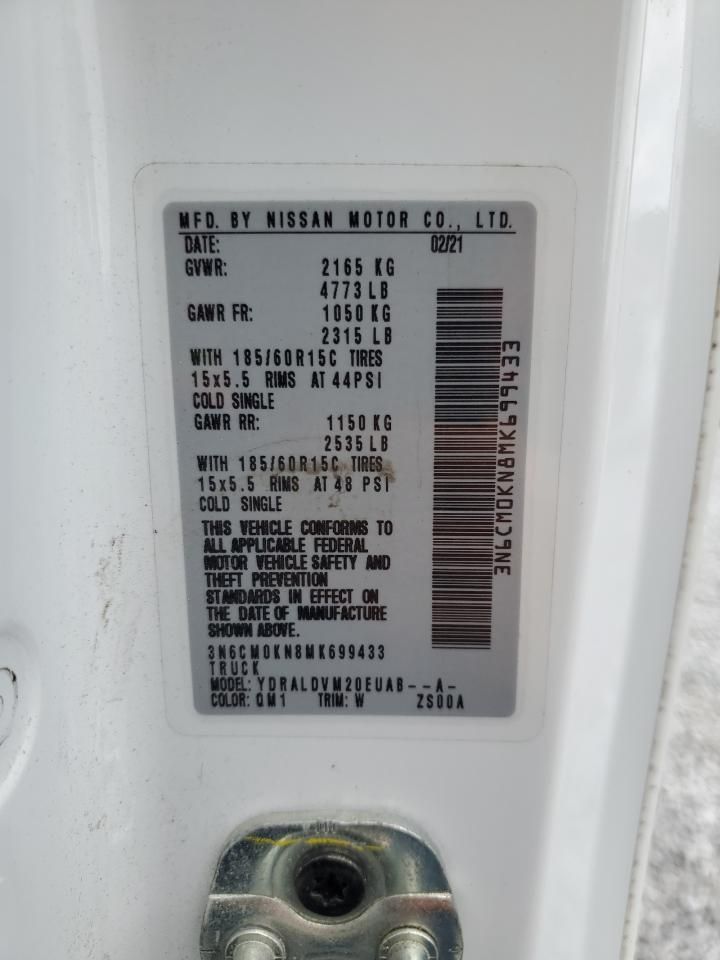 MFD. BY NISSAN MOTOR CO., LTD.
DATE: 02/21
GVWR: 2165 KG
4773 LB
GAWR FR: 1050 KG
2315 LB
WITH 185/60R15C TIRES
15x5.5 RIMS AT 44PSI
COLD SINGLE
GAWR RR: 1150 KG
2535 LB
WITH 185/60R15C TIRES
15x5.5 RIMS AT 48 PSI
COLD SINGLE
THIS VEHICLE CONFORMS TO
ALL APPLICABLE FEDERAL
MOTOR VEHICLE SAFETY AND
THEFT PREVENTION
STANDARDS IN EFFECT ON
THE DATE OF MANUFACTURE
SHOWN ABOVE.
3N6CM0KN8MK699433
TRUCK
MODEL: YDRALDVM20EUAB--A-
COLOR: QM1 TRIM: W ZS00A
3N6CM0KN8MK699433